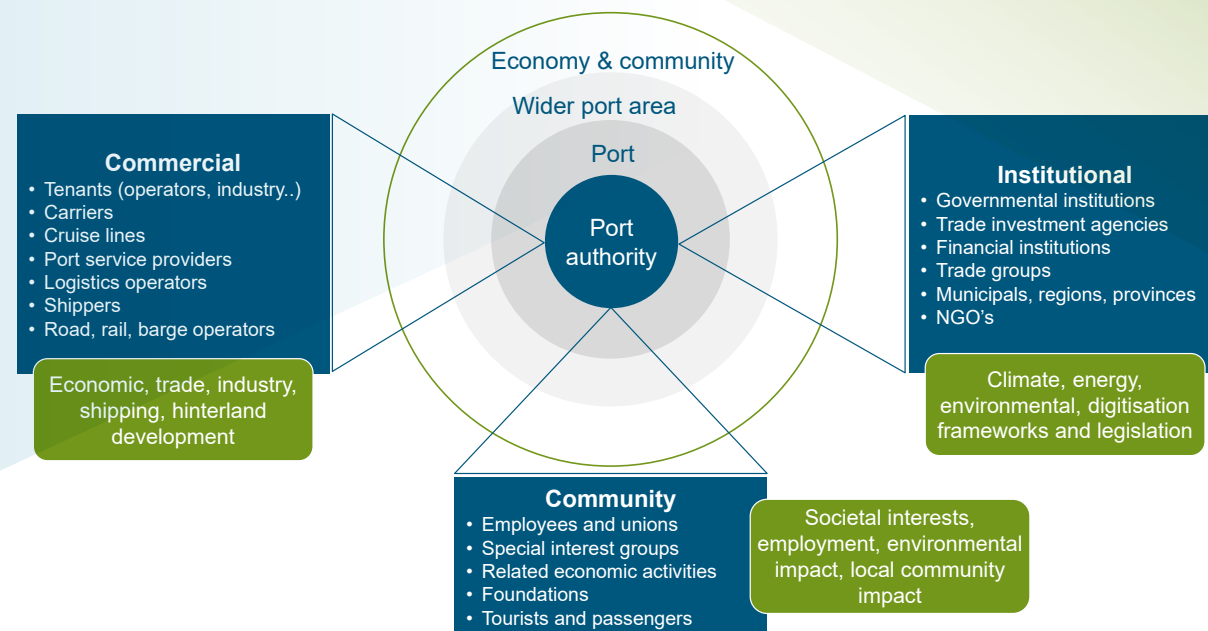 Economy & community
Wider port area
Port
Port
authority
Commercial
• Tenants (operators, industry..)
• Carriers
• Cruise lines
• Port service providers
• Logistics operators
• Shippers
• Road, rail, barge operators
Economic, trade, industry,
shipping, hinterland
development
Institutional
• Governmental institutions
• Trade investment agencies
• Financial institutions
• Trade groups
• Municipals, regions, provinces
• NGO’s
Climate, energy,
environmental, digitisation
frameworks and legislation
Community
• Employees and unions
• Special interest groups
• Related economic activities
• Foundations
• Tourists and passengers
Societal interests,
employment, environmental
impact, local community
impact